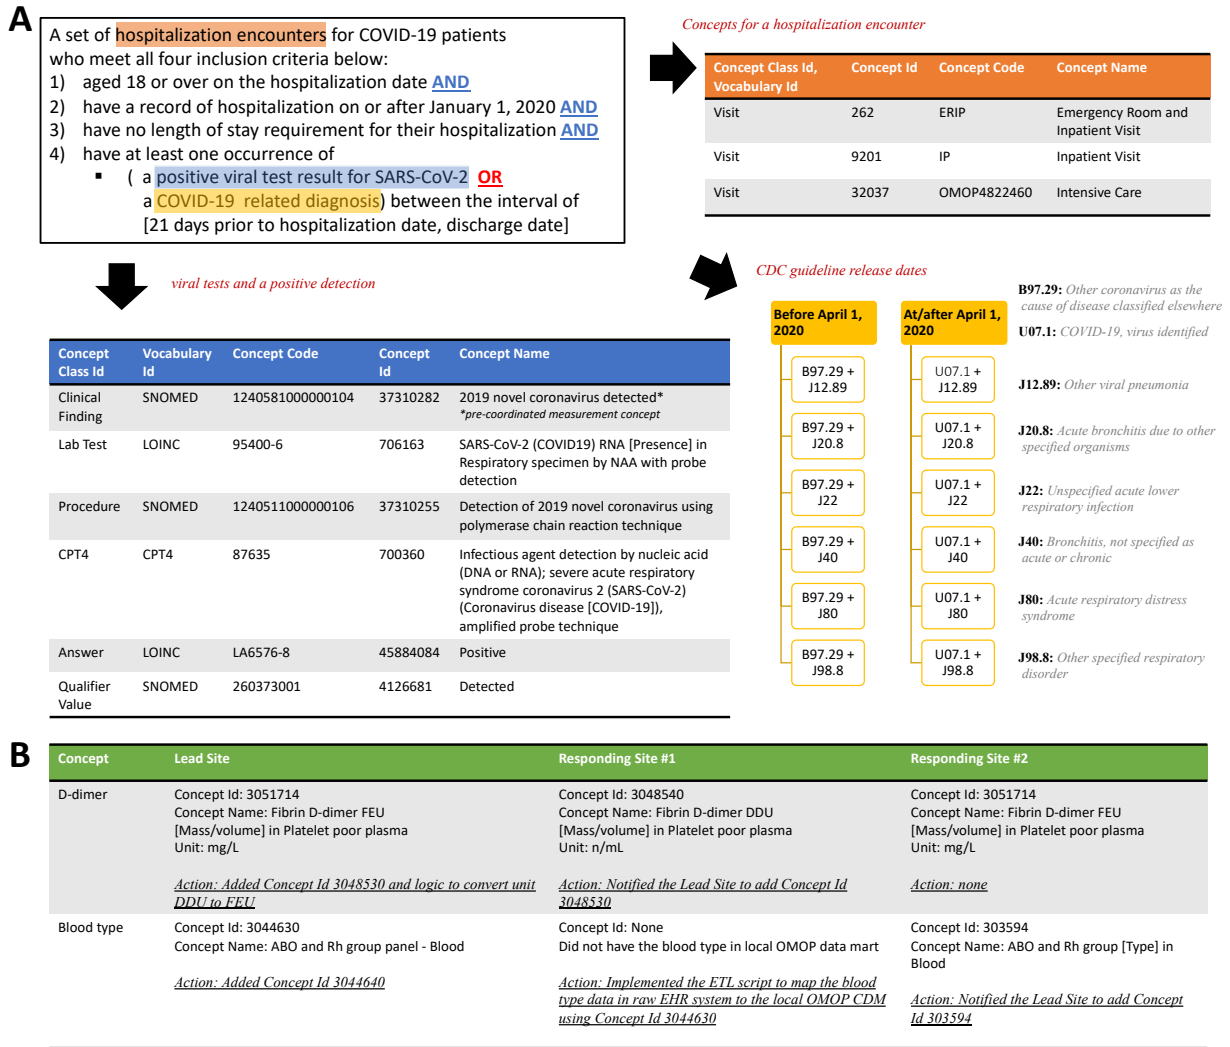 A
A set of hospitalization encounters for COVID-19 patients
who meet all four inclusion criteria below:
1) aged 18 or over on the hospitalization date AND
2) have a record of hospitalization on or after January 1, 2020 AND
3) have no length of stay requirement for their hospitalization AND
4) have at least one occurrence of
▪ ( a positive viral test result for SARS-CoV-2 OR
a COVID-19 related diagnosis) between the interval of
[21 days prior to hospitalization date, discharge date]
Concepts for a hospitalization encounter
Concept Class Id, Concept Id Concept Code Concept Name
Vocabulary Id
Visit 262 ERIP Emergency Room and
Inpatient Visit
Visit 9201 IP Inpatient Visit
Visit 32037 OMOP4822460 Intensive Care
viral tests and a positive detection
Concept Vocabulary Concept Code Concept Concept Name
Class Id Id Id
Clinical SNOMED 1240581000000104 37310282 2019 novel coronavirus detected*
Finding *pre-coordinated measurement concept
Lab Test LOINC 95400-6 706163 SARS-CoV-2 (COVID19) RNA [Presence] in
Respiratory specimen by NAA with probe
detection
Procedure SNOMED 1240511000000106 37310255 Detection of 2019 novel coronavirus using
polymerase chain reaction technique
CPT4 CPT4 87635 700360 Infectious agent detection by nucleic acid
(DNA or RNA); severe acute respiratory
syndrome coronavirus 2 (SARS-CoV-2)
(Coronavirus disease [COVID-19]),
amplified probe technique
Answer LOINC LA6576-8 45884084 Positive
Qualifier SNOMED 260373001 4126681 Detected
Value
CDC guideline release dates
Before April 1,
2020
B97.29 +
J12.89
B97.29 +
J20.8
B97.29 +
J22
B97.29 +
J40
B97.29 +
J80
B97.29 +
J98.8
At/after April 1,
2020
U07.1 +
J12.89
U07.1 +
J20.8
U07.1 +
J22
U07.1 +
J40
U07.1 +
J80
U07.1 +
J98.8
B97.29: Other coronavirus as the
cause of disease classified elsewhere
U07.1: COVID-19, virus identified
J12.89: Other viral pneumonia
J20.8: Acute bronchitis due to other
specified organisms
J22: Unspecified acute lower
respiratory infection
J40: Bronchitis, not specified as
acute or chronic
J80: Acute respiratory distress
syndrome
J98.8: Other specified respiratory
disorder
B
Concept Lead Site Responding Site #1 Responding Site #2
D-dimer
Concept Id: 3051714
Concept Name: Fibrin D-dimer FEU
[Mass/volume] in Platelet poor plasma
Unit: mg/L
Action: Added Concept Id 3048530 and logic to convert unit
DDU to FEU
Concept Id: 3048540
Concept Name: Fibrin D-dimer DDU
[Mass/volume] in Platelet poor plasma
Unit: n/mL
Action: Notified the Lead Site to add Concept Id
3048530
Concept Id: 3051714
Concept Name: Fibrin D-dimer FEU
[Mass/volume] in Platelet poor plasma
Unit: mg/L
Action: none
Blood type
Concept Id: 3044630
Concept Name: ABO and Rh group panel - Blood
Action: Added Concept Id 3044640
Concept Id: None
Did not have the blood type in local OMOP data mart
Action: Implemented the ETL script to map the blood
type data in raw EHR system to the local OMOP CDM
using Concept Id 3044630
Concept Id: 303594
Concept Name: ABO and Rh group [Type] in
Blood
Action: Notified the Lead Site to add Concept
Id 303594